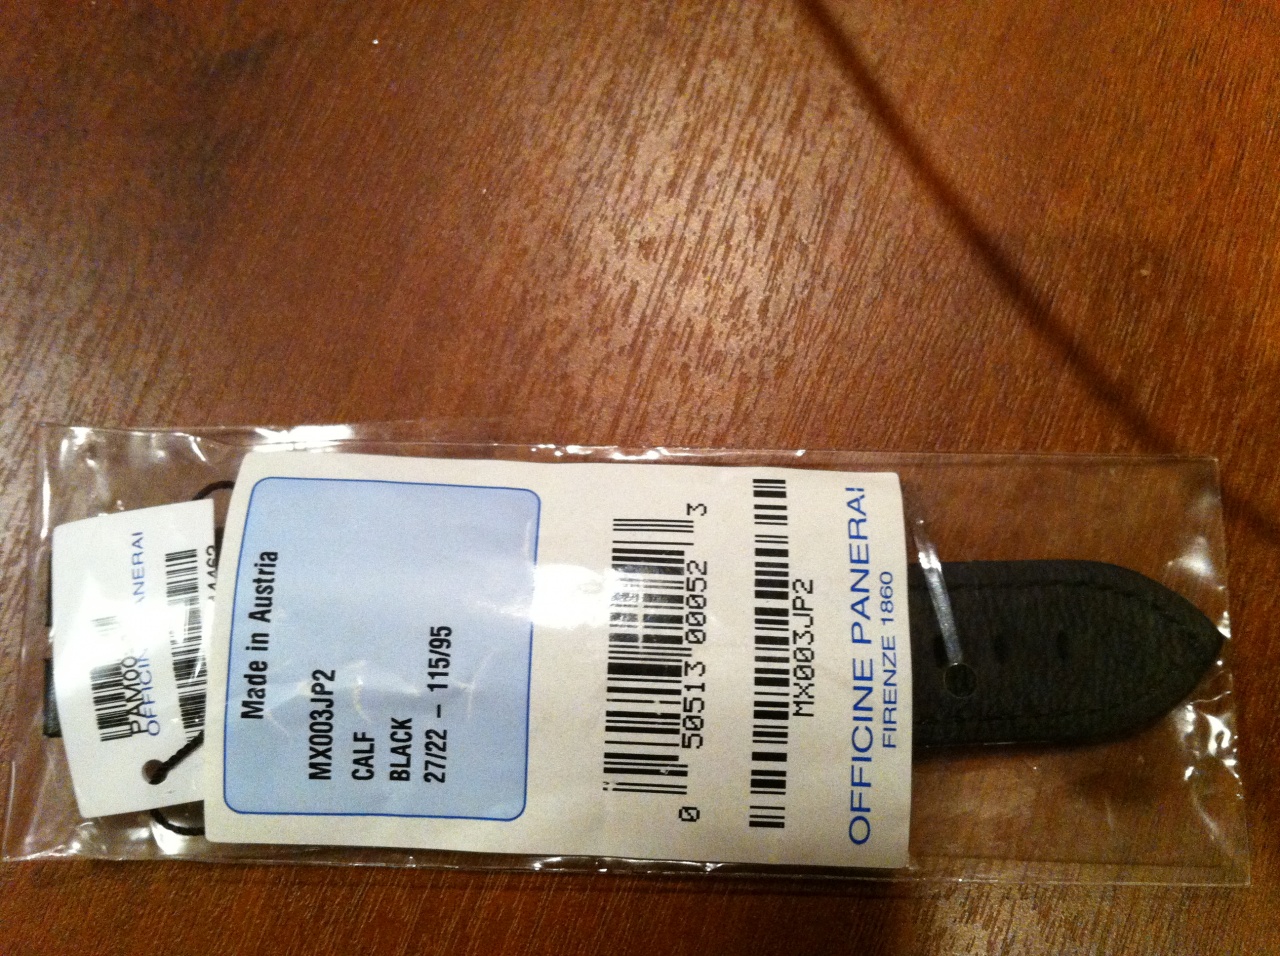 Made in Austria
MX003JP2
CALF
BLACK
27/22 – 115/95
0 50513 00052 3
MX003JP2
OFFICINE PANERAI
FIRENZE 1860
PAM00
OFFICINE PANERAI